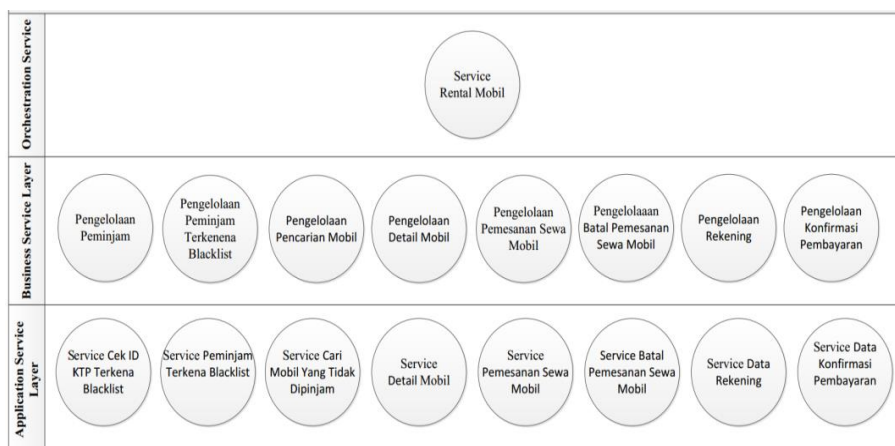 Orchestration Service
Service
Rental Mobil
Business Service Layer
Pengelolaan
Peminjam
Pengelolaan
Peminjam
Terkenena
Blacklist
Pengelolaan
Pencarian Mobil
Pengelolaan
Detail Mobil
Pengelolaan
Pemesanan Sewa
Mobil
Pengelolaaan
Batal Pemesanan
Sewa Mobil
Pengelolaan
Rekening
Pengelolaan
Konfirmasi
Pembayaran
Application Service
Layer
Service Cek ID
KTP Terkena
Blacklist
Service Peminjam
Terkena Blacklist
Service Cari
Mobil Yang Tidak
Dipinjam
Service
Detail Mobil
Service
Pemesanan Sewa
Mobil
Service Batal
Pemesanan Sewa
Mobil
Service Data
Rekening
Service Data
Konfirmasi
Pembayaran